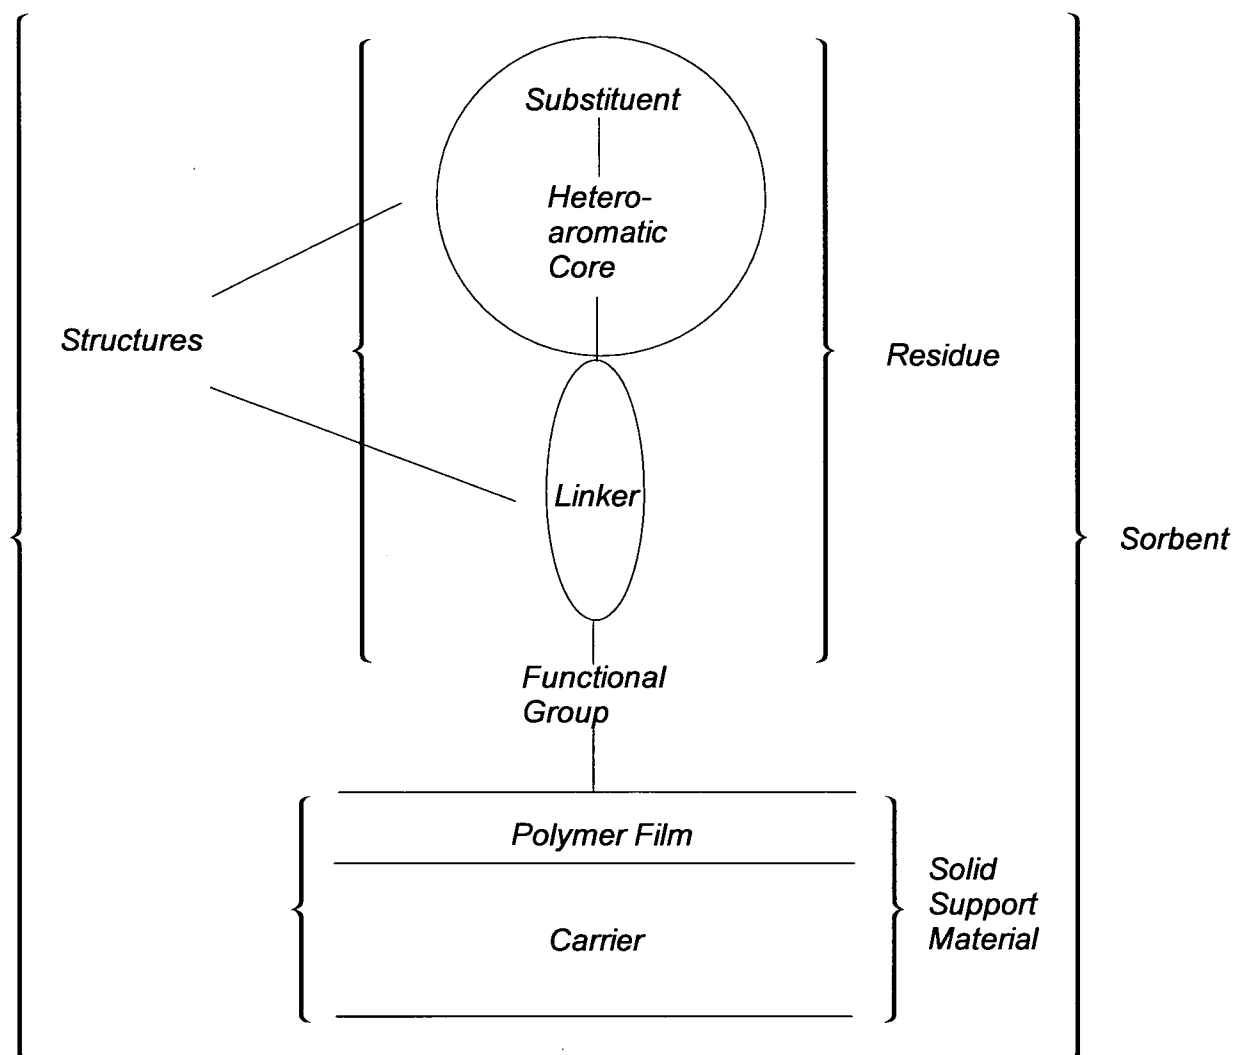 Substituent
Hetero-
aromatic
Core
Structures
Residue
Linker
Sorbent
Functional
Group
Polymer Film
Solid
Support
Material
Carrier